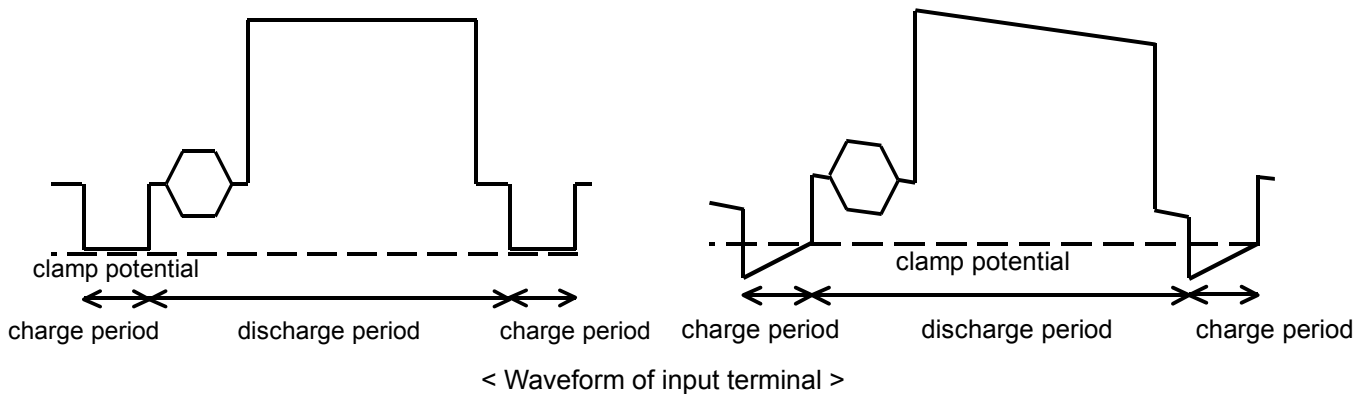 clamp potential
charge period
discharge period
charge period
clamp potential
charge period
discharge period
charge period
< Waveform of input terminal >